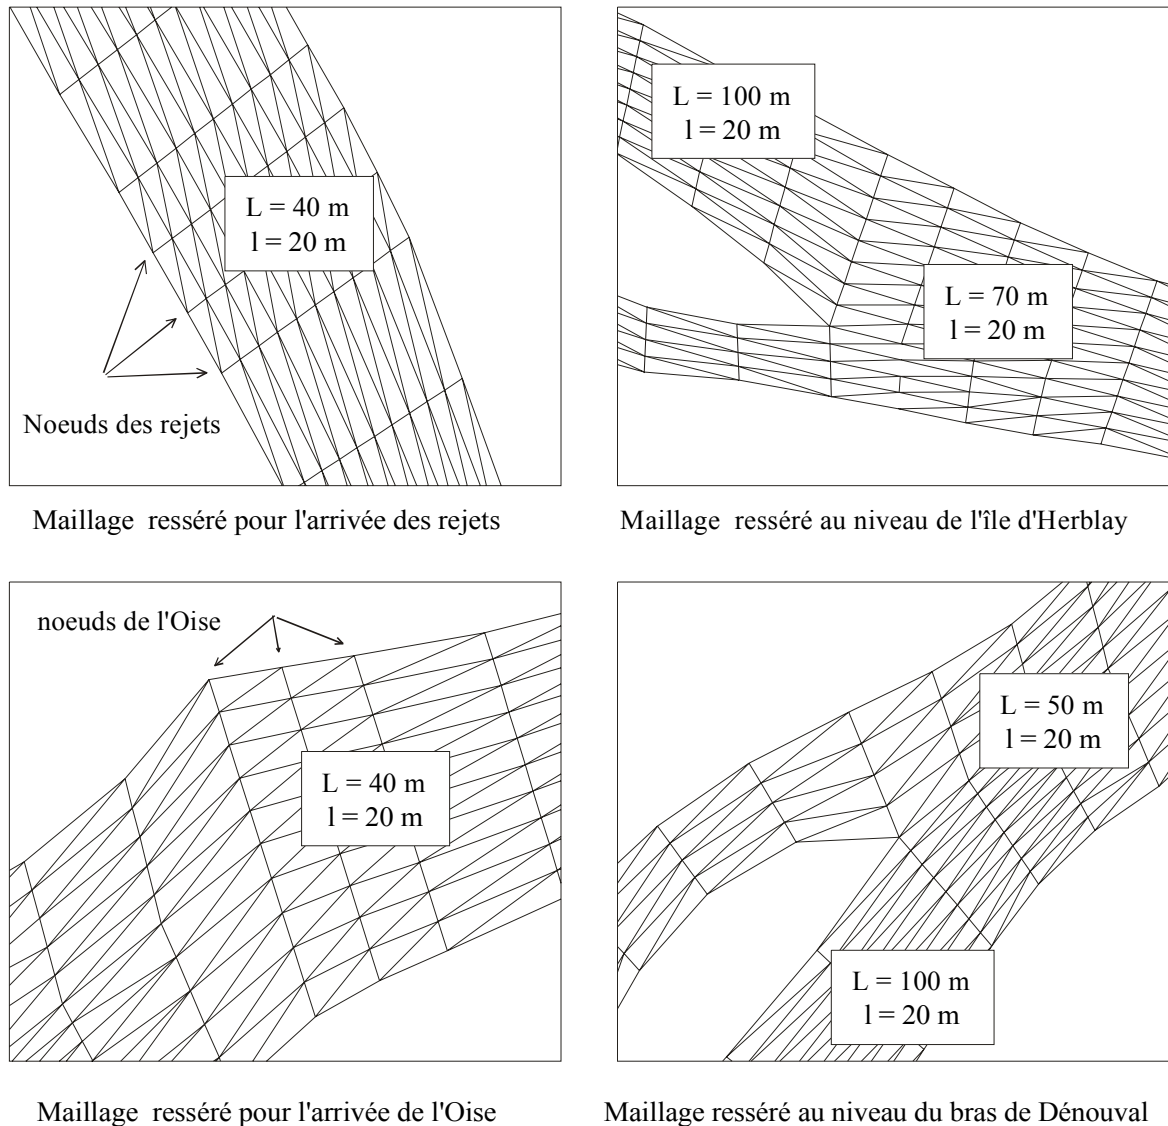 L = 40 m
l = 20 m
Noeuds des rejets
Maillage resséré pour l'arrivée des rejets
L = 100 m
l = 20 m
L = 70 m
l = 20 m
Maillage resséré au niveau de l'île d'Herblay
noeuds de l'Oise
L = 40 m
l = 20 m
Maillage resséré pour l'arrivée de l'Oise
L = 50 m
l = 20 m
L = 100 m
l = 20 m
Maillage resséré au niveau du bras de Dénouval